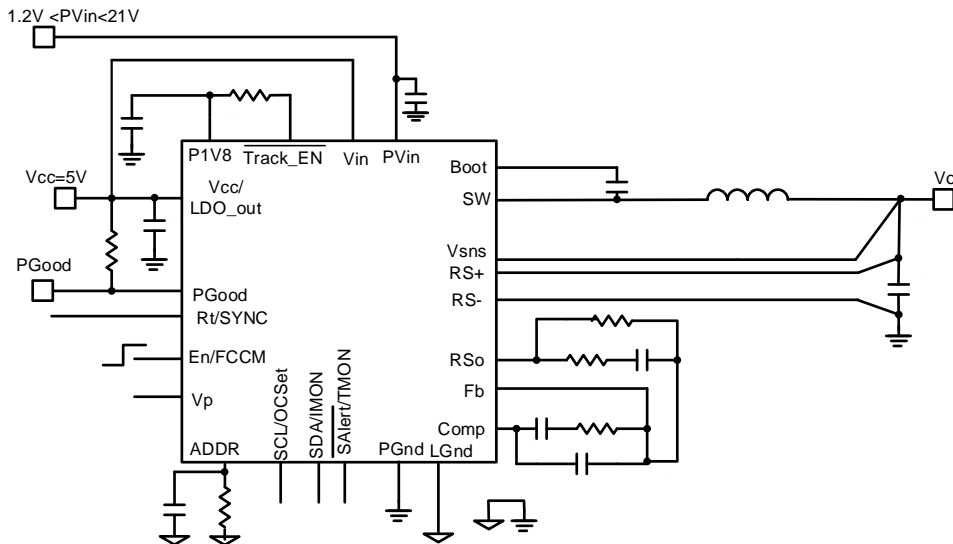 1.2V <PVin<21V
P1V8
Track_EN
Vin
PVin
Boot
Vcc=5V
Vcc/
LDO_out
SW
Vo
Vsns
RS+
PGood
PGood
RS-
Rt/SYNC
En/FCCM
RSo
Fb
Vp
Comp
ADDR
SCL/OCSet
SDA/IMON
SAlert/TMON
PGnd
LGnd